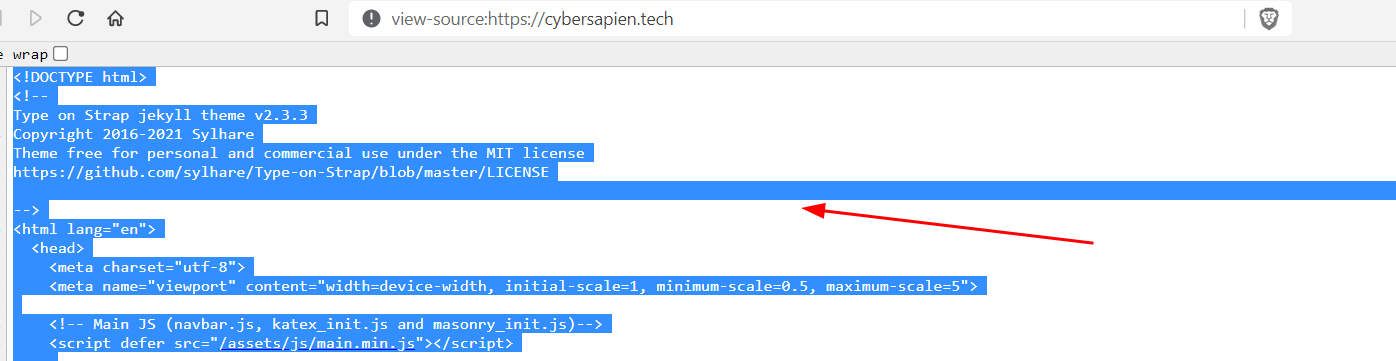 view-source:https://cybersapien.tech
e wrap
<!DOCTYPE html>
<!--
Type on Strap jekyll theme v2.3.3
Copyright 2016-2021 Sylhare
Theme free for personal and commercial use under the MIT license
https://github.com/sylhare/Type-on-Strap/blob/master/LICENSE
-->
<html lang="en">
<head>
<meta charset="utf-8">
<meta name="viewport" content="width=device-width, initial-scale=1, minimum-scale=0.5, maximum-scale=5">
<!-- Main JS (navbar.js, katex_init.js and masonry_init.js)-->
<script defer src="/assets/js/main.min.js"></script>